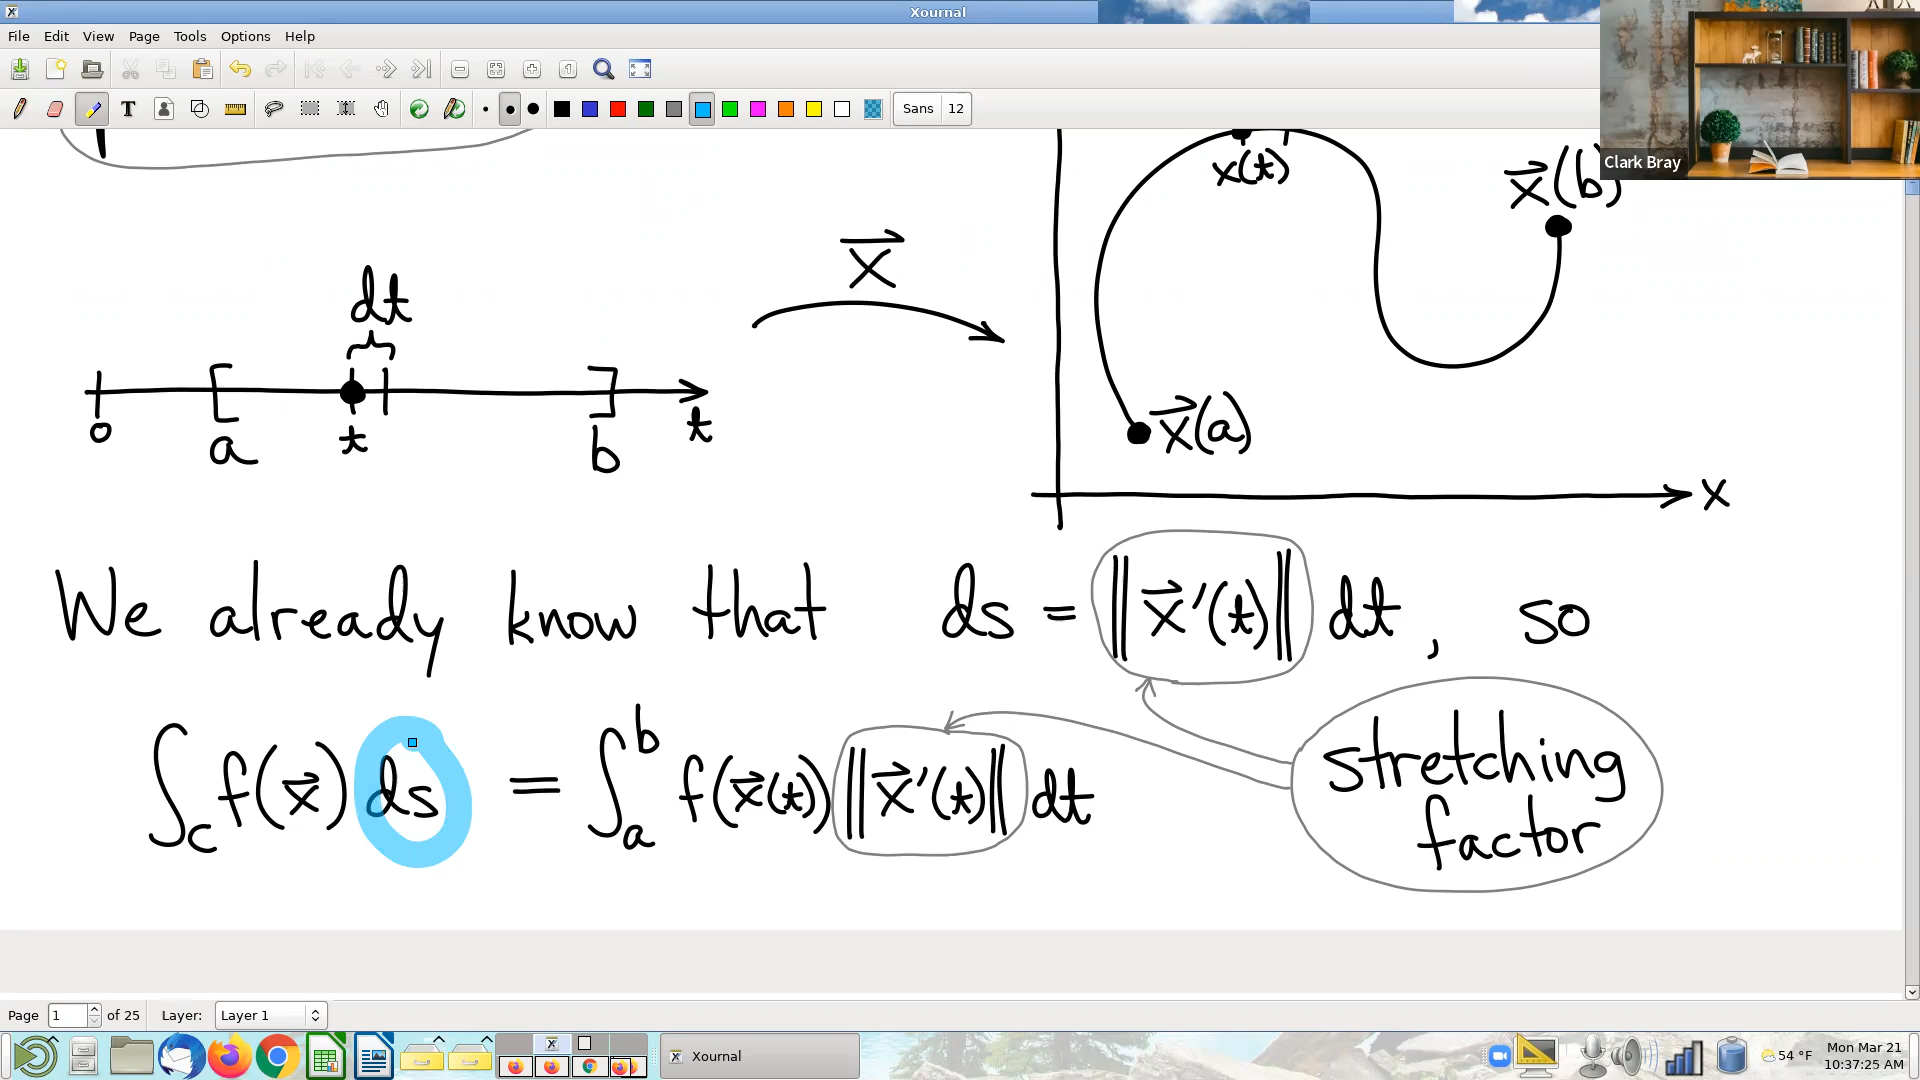 Xournal
File Edit View Page Tools Options Help
Sans 12
Clark Bray
x(t)
x⃗(b)
x⃗
dt
0 a t b t
x⃗(a)
x
We already know that ds = ||x⃗'(t)|| dt, so
∫_C f(x⃗) ds = ∫_a^b f(x⃗(t)) ||x⃗'(t)|| dt
stretching
factor
Page 1 of 25 Layer: Layer 1
Xournal
54 °F
Mon Mar 21
10:37:25 AM